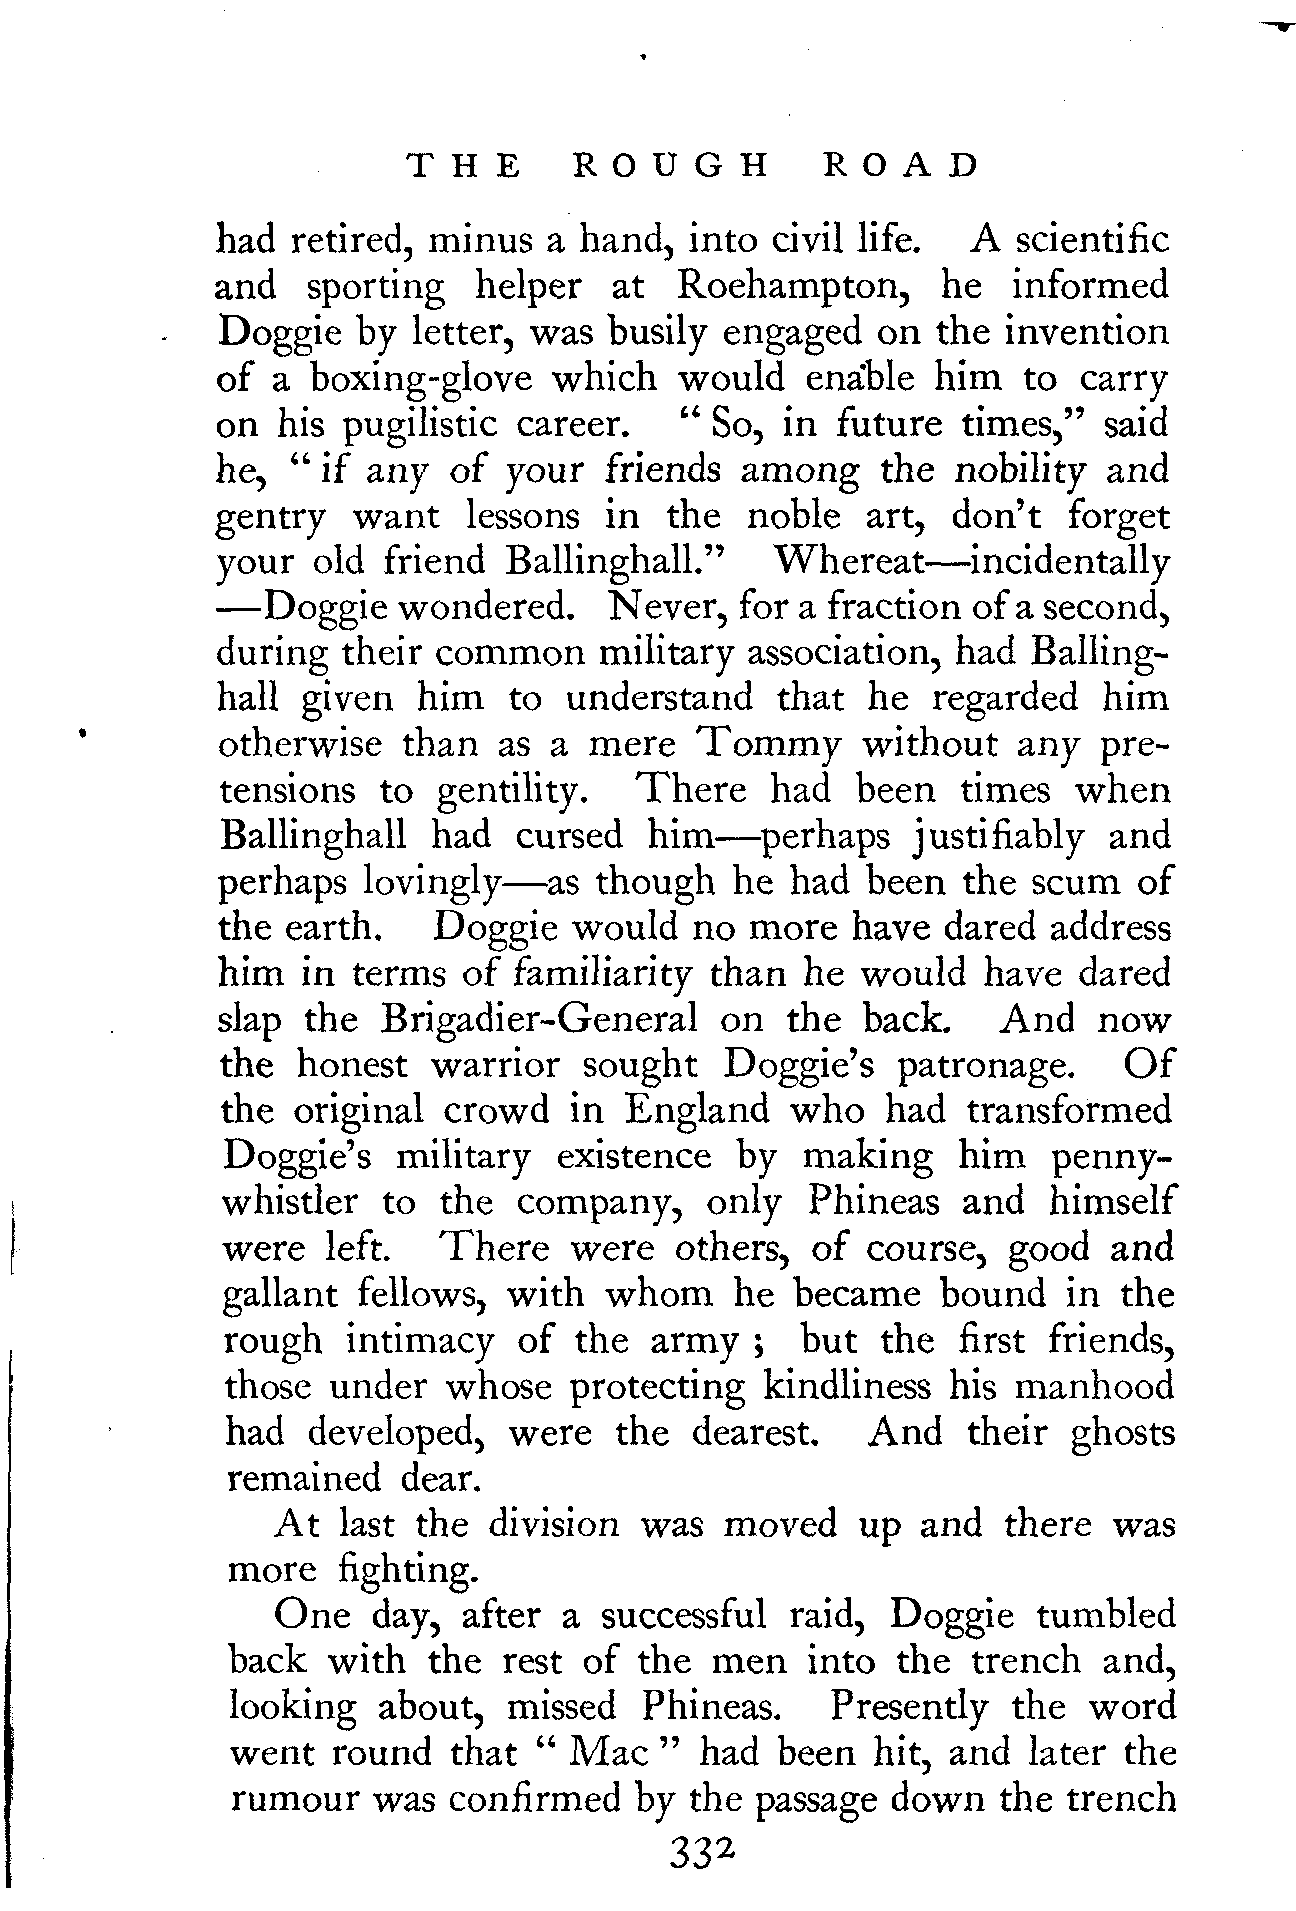 THE ROUGH ROAD
had retired, minus a hand, into civil life. A scientific
and sporting helper at Roehampton, he informed
Doggie by letter, was busily engaged on the invention
of a boxing-glove which would enable him to carry
on his pugilistic career. “ So, in future times,” said
he, “ if any of your friends among the nobility and
gentry want lessons in the noble art, don’t forget
your old friend Ballinghall.” Whereat—incidentally
—Doggie wondered. Never, for a fraction of a second,
during their common military association, had Balling-
hall given him to understand that he regarded him
otherwise than as a mere Tommy without any pre-
tensions to gentility. There had been times when
Ballinghall had cursed him—perhaps justifiably and
perhaps lovingly—as though he had been the scum of
the earth. Doggie would no more have dared address
him in terms of familiarity than he would have dared
slap the Brigadier-General on the back. And now
the honest warrior sought Doggie’s patronage. Of
the original crowd in England who had transformed
Doggie’s military existence by making him penny-
whistler to the company, only Phineas and himself
were left. There were others, of course, good and
gallant fellows, with whom he became bound in the
rough intimacy of the army ; but the first friends,
those under whose protecting kindliness his manhood
had developed, were the dearest. And their ghosts
remained dear.
At last the division was moved up and there was
more fighting.
One day, after a successful raid, Doggie tumbled
back with the rest of the men into the trench and,
looking about, missed Phineas. Presently the word
went round that “ Mac ” had been hit, and later the
rumour was confirmed by the passage down the trench
332